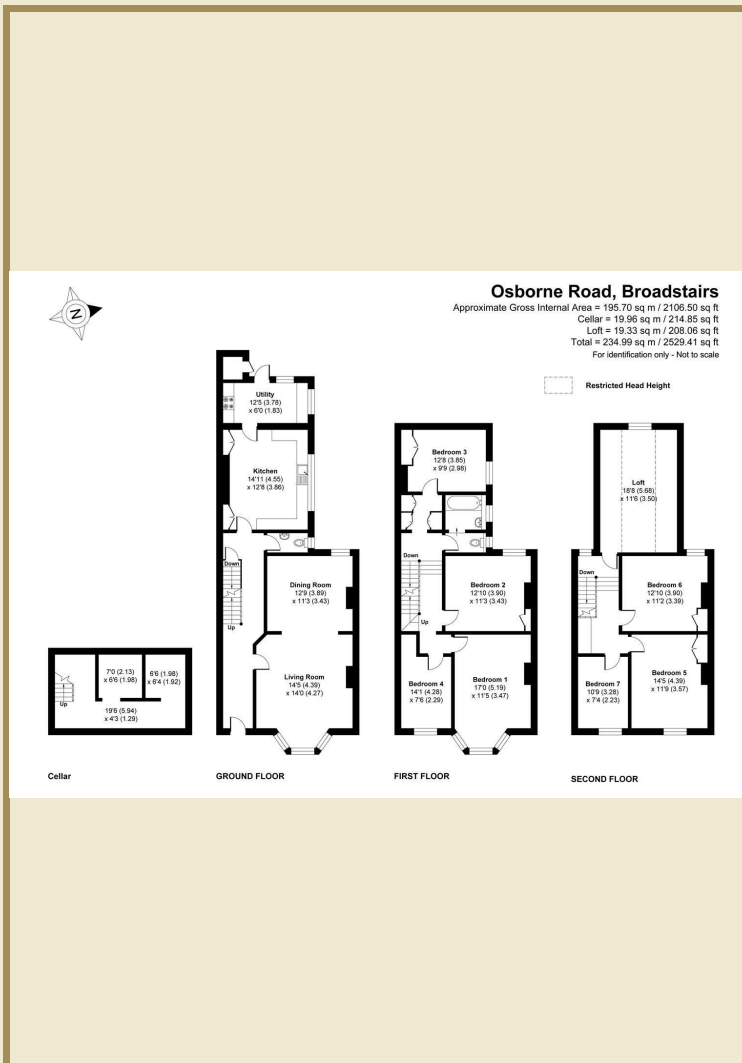 N
Osborne Road, Broadstairs
Approximate Gross Internal Area = 195.70 sq m / 2106.50 sq ft
Cellar = 19.96 sq m / 214.85 sq ft
Loft = 19.33 sq m / 208.06 sq ft
Total = 234.99 sq m / 2529.41 sq ft
For identification only - Not to scale
Restricted Head Height
7'0 (2.13)
x 6'6 (1.98)
6'6 (1.98)
x 6'4 (1.92)
Up
19'6 (5.94)
x 4'3 (1.29)
Cellar
Utility
12'5 (3.78)
x 6'0 (1.83)
Kitchen
14'11 (4.55)
x 12'8 (3.86)
Down
Dining Room
12'9 (3.89)
x 11'3 (3.43)
Up
Living Room
14'5 (4.39)
x 14'0 (4.27)
GROUND FLOOR
Bedroom 3
12'8 (3.85)
x 9'9 (2.98)
Down
Bedroom 2
12'10 (3.90)
x 11'3 (3.43)
Up
Bedroom 4
14'1 (4.28)
x 7'6 (2.29)
Bedroom 1
17'0 (5.19)
x 11'5 (3.47)
FIRST FLOOR
Loft
18'8 (5.68)
x 11'6 (3.50)
Down
Bedroom 6
12'10 (3.90)
x 11'2 (3.39)
Bedroom 5
14'5 (4.39)
x 11'9 (3.57)
Bedroom 7
10'9 (3.28)
x 7'4 (2.23)
SECOND FLOOR